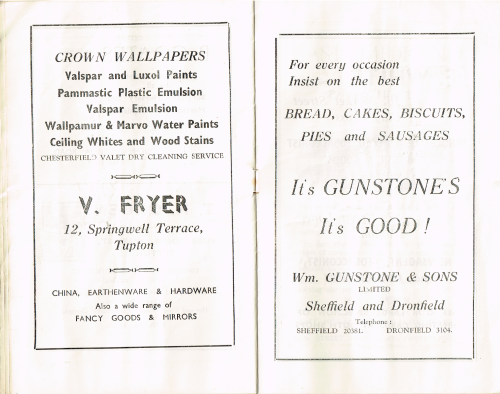 CROWN WALLPAPERS
Valspar and Luxol Paints
Pammastic Plastic Emulsion
Valspar Emulsion
Wallpamur & Marvo Water Paints
Ceiling Whites and Wood Stains
CHESTERFIELD VALET DRY CLEANING SERVICE
V. FRYER
12, Springwell Terrace,
Tupton
CHINA, EARTHENWARE & HARDWARE
Also a wide range of
FANCY GOODS & MIRRORS
For every occasion
Insist on the best
BREAD, CAKES, BISCUITS,
PIES and SAUSAGES
It's GUNSTONE'S
It's GOOD !
Wm. GUNSTONE & SONS
LIMITED
Sheffield and Dronfield
Telephone :
SHEFFIELD 20381. DRONFIELD 3104.